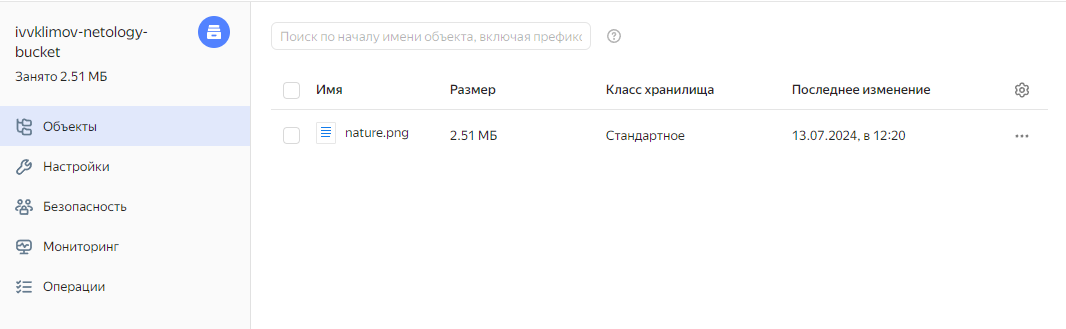 ivvklimov-netology-
bucket
Занято 2.51 МБ
Объекты
Настройки
Безопасность
Мониторинг
Операции
Поиск по началу имени объекта, включая префикс
Имя Размер Класс хранилища Последнее изменение
nature.png 2.51 МБ Стандартное 13.07.2024, в 12:20